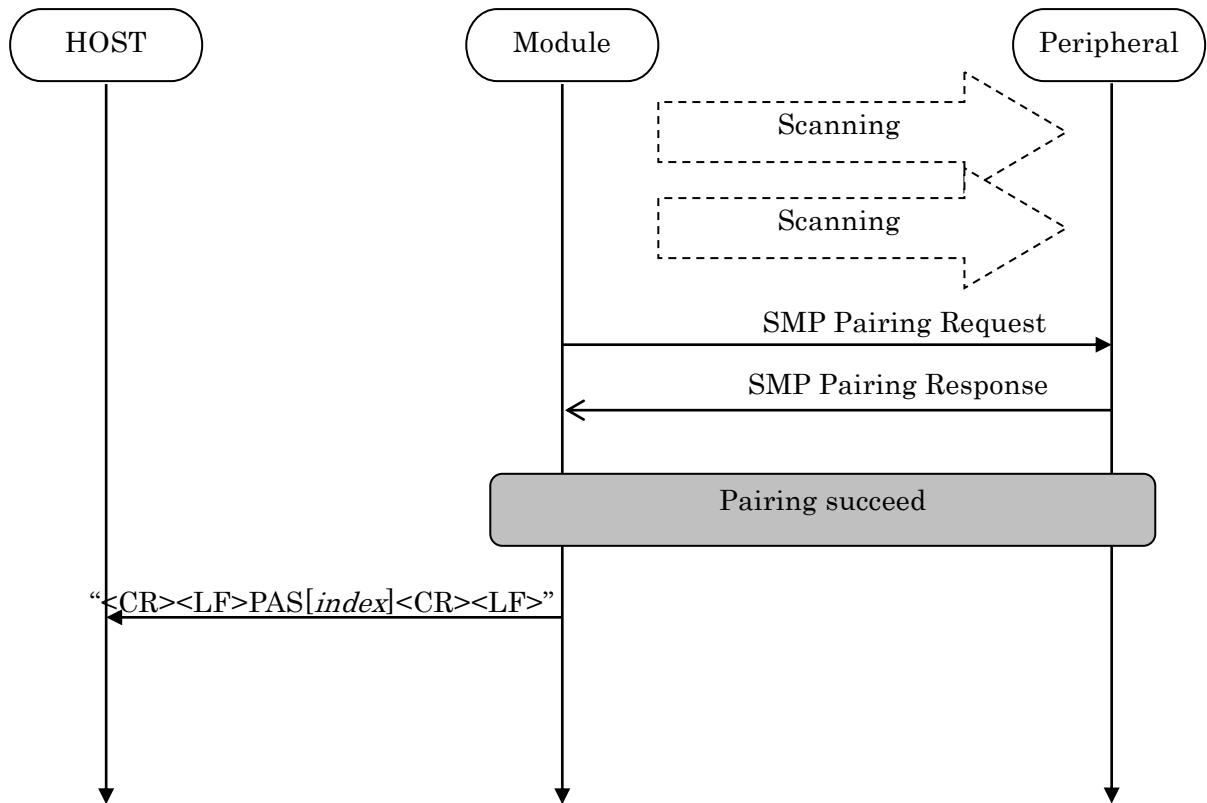 HOST
Module
Peripheral
Scanning
Scanning
SMP Pairing Request
SMP Pairing Response
Pairing succeed
“<CR><LF>PAS[index]<CR><LF>”